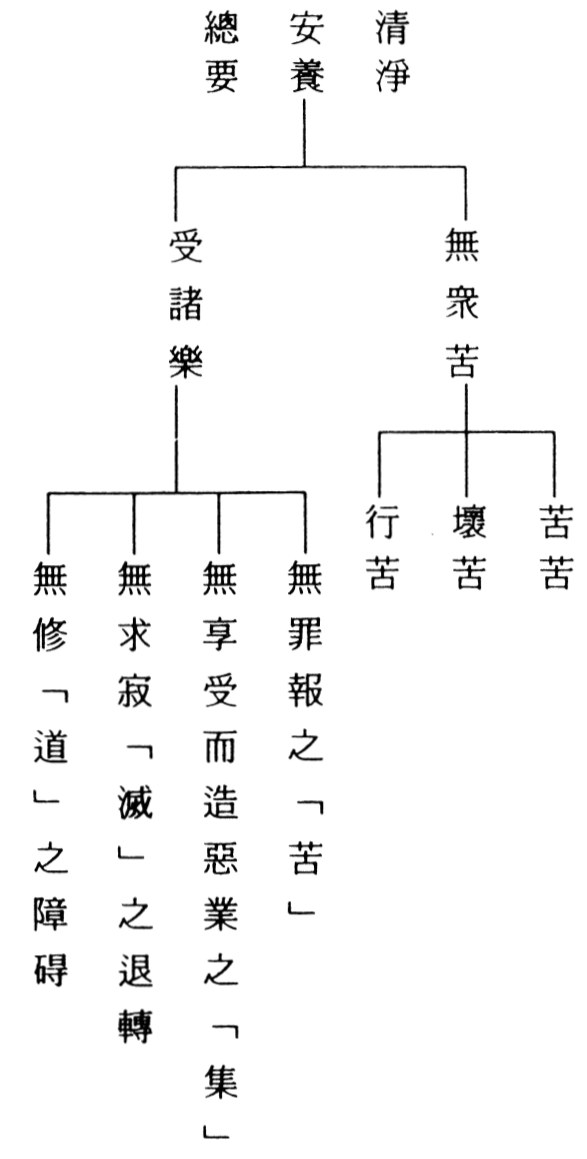 清淨
安養
總要
無眾苦
苦苦
壞苦
行苦
受諸樂
無罪報之「苦」
無享受而造惡業之「集」
無求寂「滅」之退轉
無修「道」之障碍